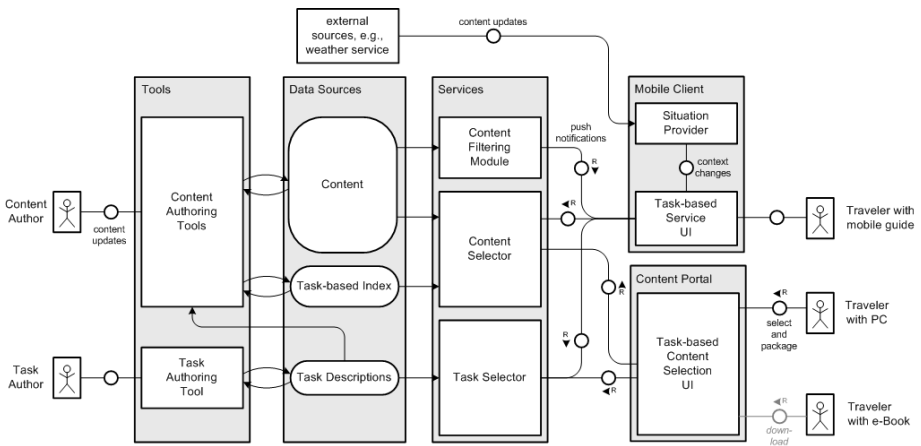 external
sources, e.g.,
weather service
content updates
Tools
Data Sources
Services
Mobile Client
Content
Authoring
Tools
Content
Content
Filtering
Module
push
notifications
R
Situation
Provider
context
changes
Content
Author
content
updates
Content
Selector
R
Task-based
Service
UI
Traveler with
mobile guide
Task-based Index
R
Content Portal
Task-based
Content
Selection
UI
R
select
and
package
Traveler
with PC
Task
Author
Task
Authoring
Tool
Task Descriptions
Task Selector
R
R
R
down-
load
Traveler
with e-Book